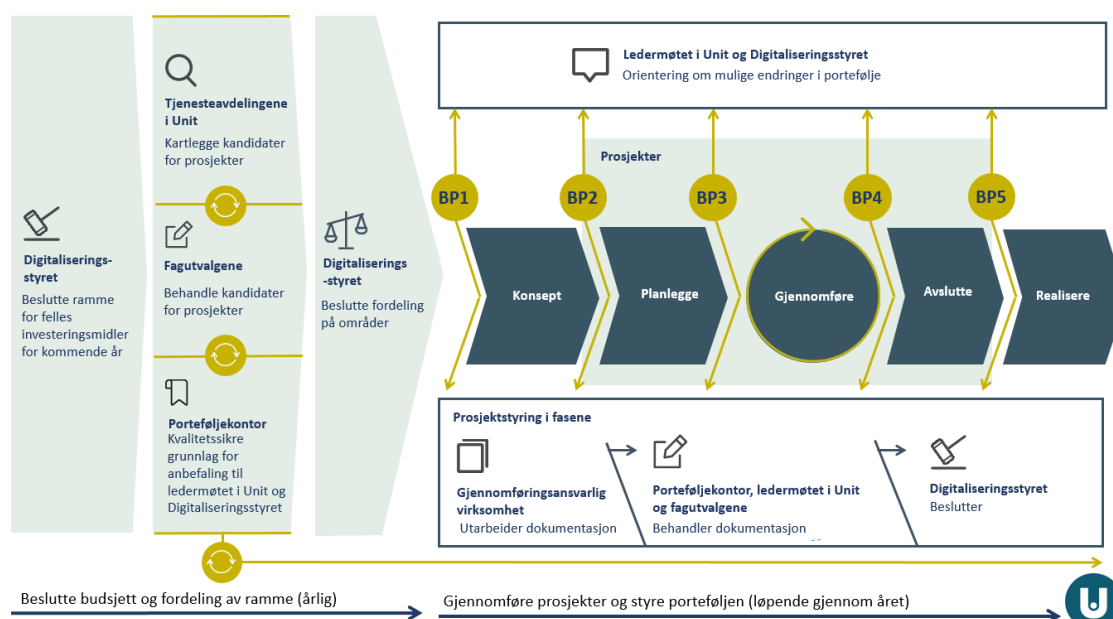 Digitaliserings-
styret
Beslutte ramme
for felles
investeringsmidler
for kommende år
Tjenesteavdelingene
i Unit
Kartlegge kandidater
for prosjekter
Fagutvalgene
Behandle kandidater
for prosjekter
Porteføljekontor
Kvalitetssikre
grunnlag for
anbefaling til
ledermøtet i Unit og
Digitaliseringsstyret
Digitaliserings
-styret
Beslutte fordeling
på områder
Ledermøtet i Unit og Digitaliseringsstyret
Orientering om mulige endringer i portefølje
Prosjekter
BP1
BP2
BP3
BP4
BP5
Konsept
Planlegge
Gjennomføre
Avslutte
Realisere
Prosjektstyring i fasene
Gjennomføringsansvarlig
virksomhet
Utarbeider dokumentasjon
Porteføljekontor, ledermøtet i Unit
og fagutvalgene
Behandler dokumentasjon
Digitaliseringsstyret
Beslutter
Beslutte budsjett og fordeling av ramme (årlig)
Gjennomføre prosjekter og styre porteføljen (løpende gjennom året)
U